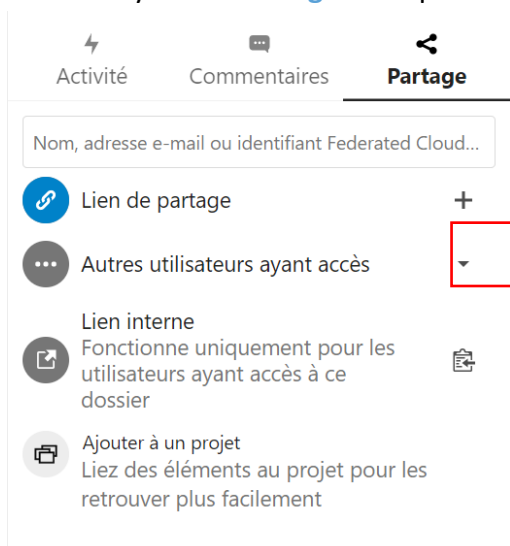 Activité Commentaires Partage
Nom, adresse e-mail ou identifiant Federated Cloud...
Lien de partage
Autres utilisateurs ayant accès
Lien interne
Fonctionne uniquement pour les
utilisateurs ayant accès à ce
dossier
Ajouter à un projet
Liez des éléments au projet pour les
retrouver plus facilement